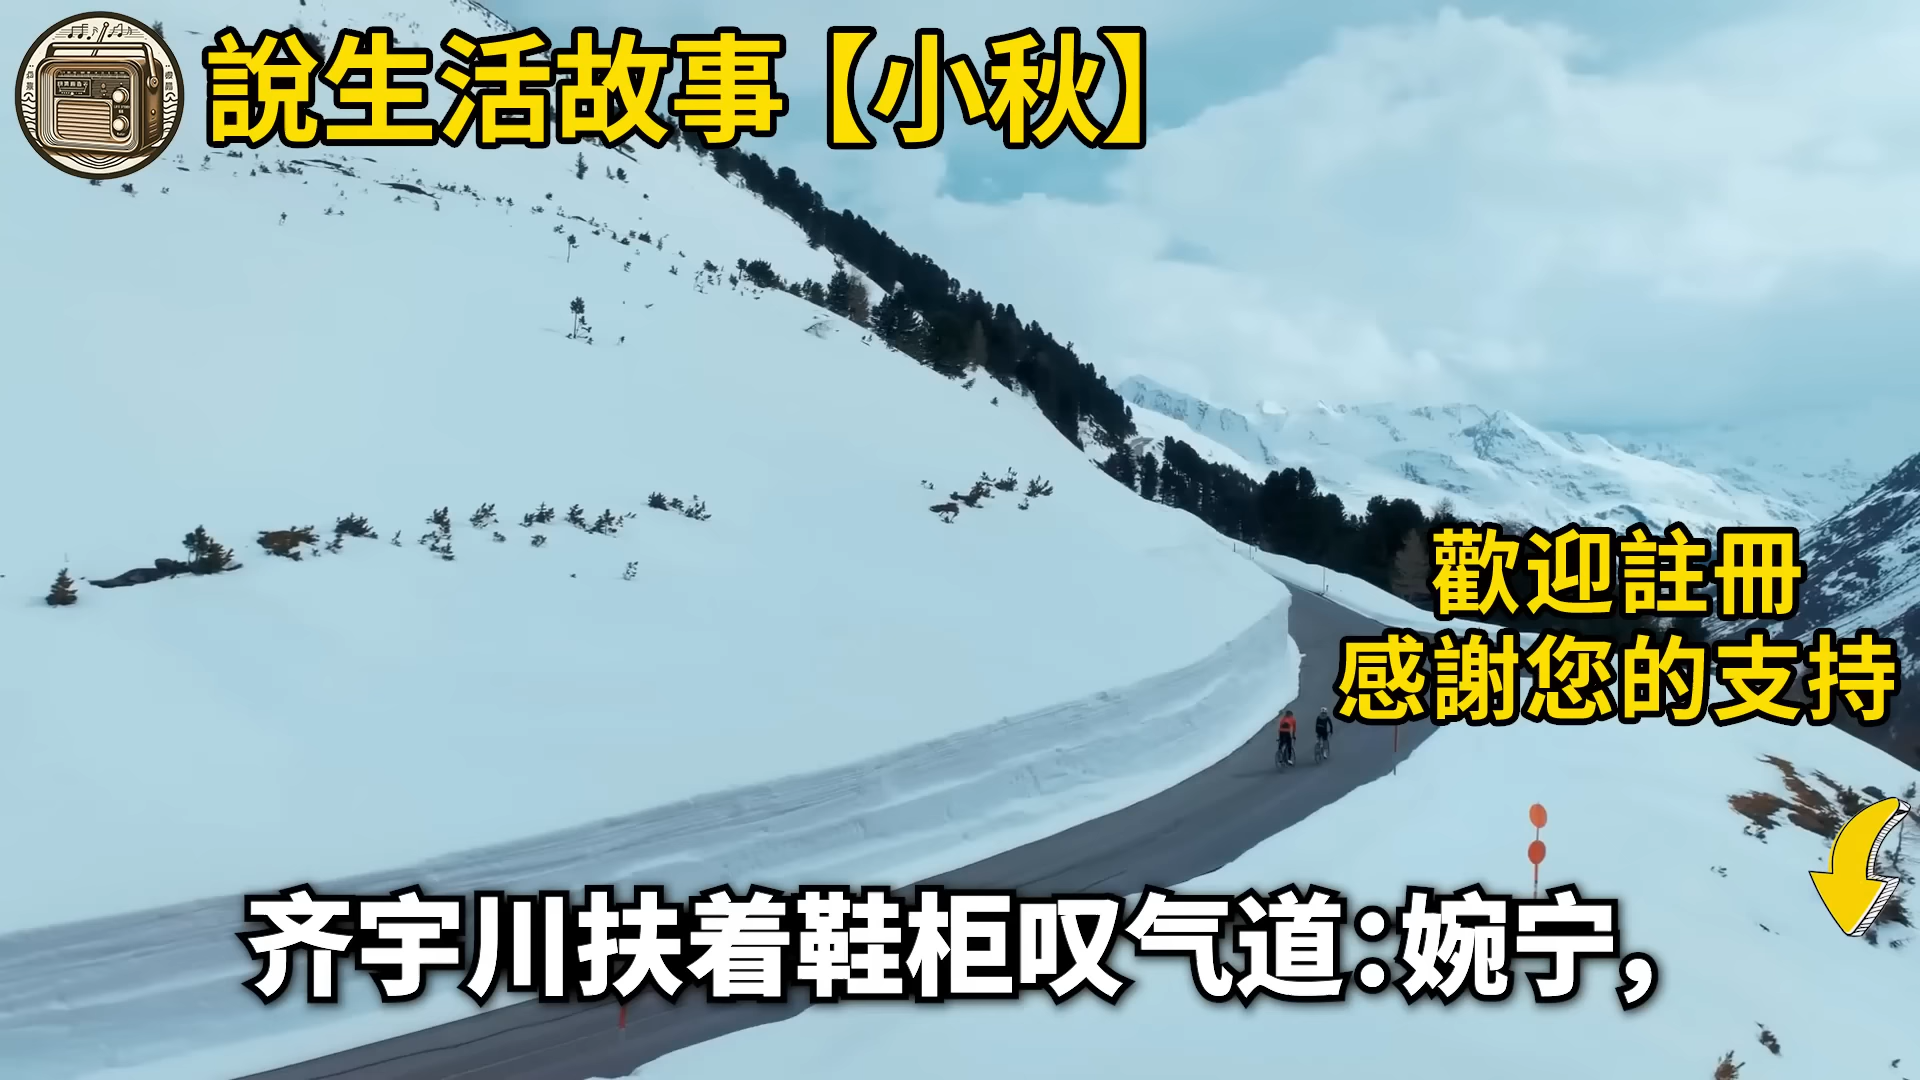 說生活故事【小秋】
歡迎註冊
感謝您的支持
齐宇川扶着鞋柜叹气道:婉宁,